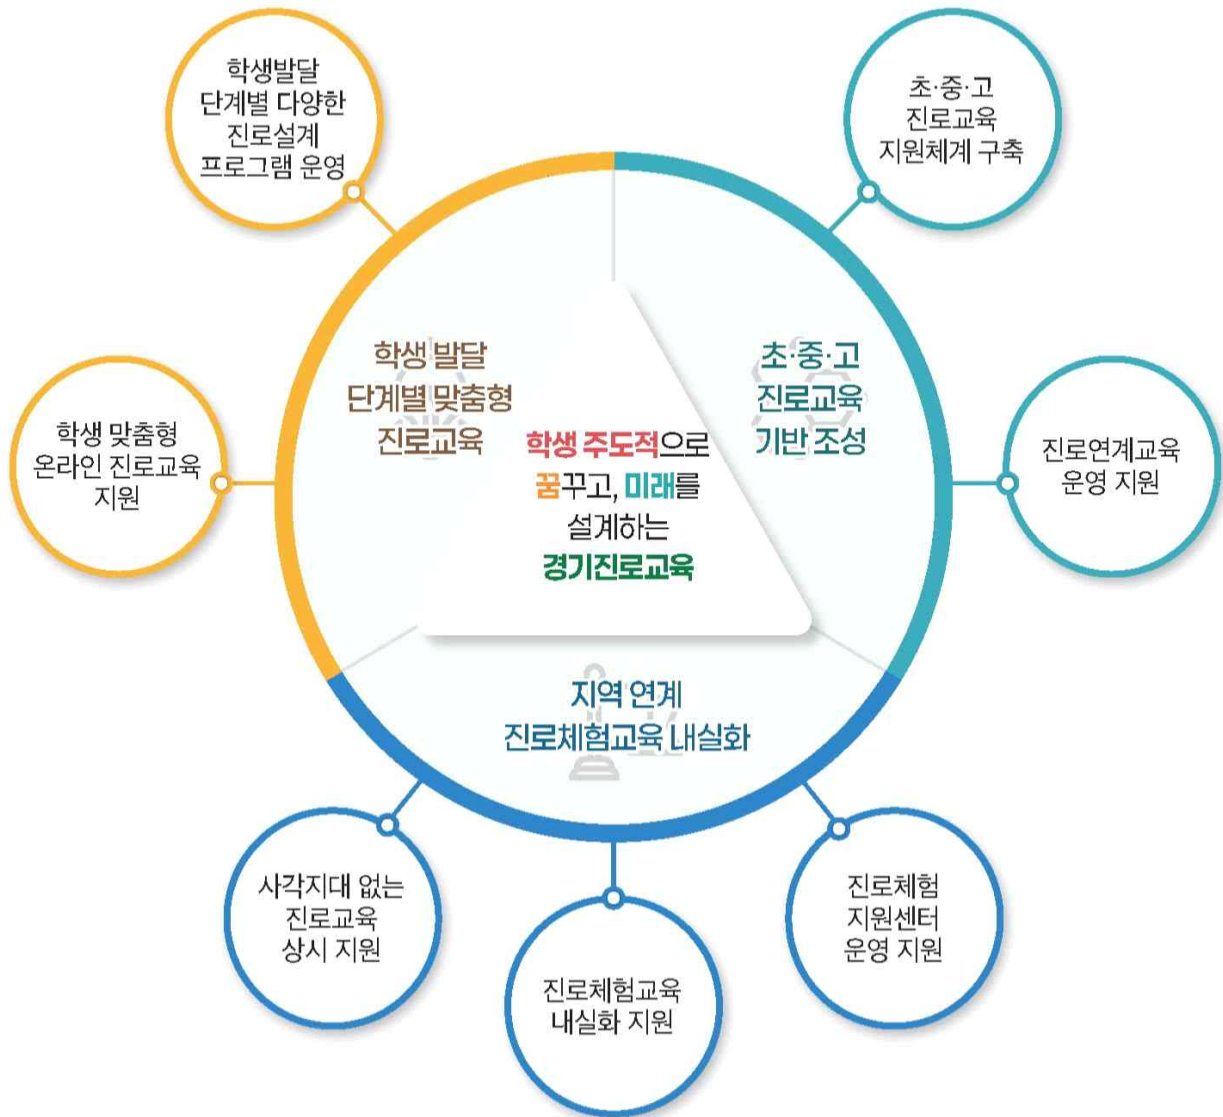 학생발달
단계별 다양한
진로설계
프로그램 운영
초·중·고
진로교육
지원체계 구축
학생 발달
단계별 맞춤형
진로교육
초·중·고
진로교육
기반 조성
학생 맞춤형
온라인 진로교육
지원
학생 주도적으로
꿈꾸고, 미래를
설계하는
경기진로교육
진로연계교육
운영 지원
지역 연계
진로체험교육 내실화
사각지대 없는
진로교육
상시 지원
진로체험교육
내실화 지원
진로체험
지원센터
운영 지원